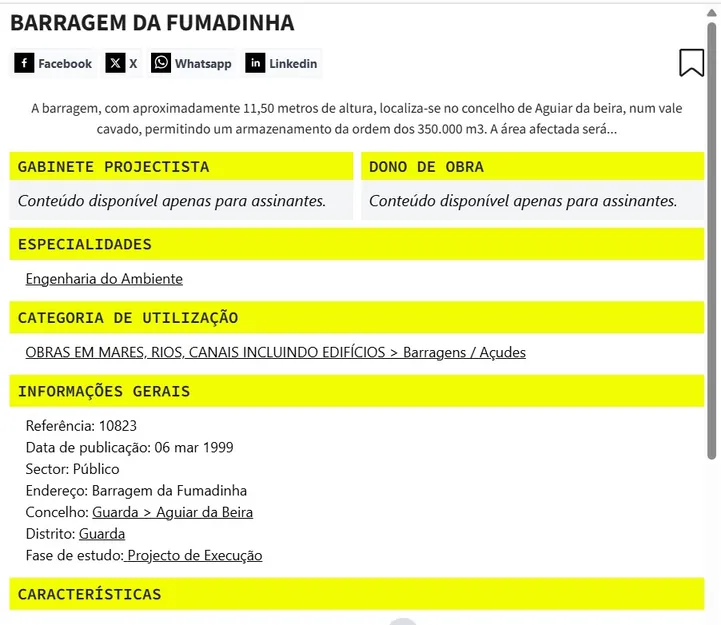 BARRAGEM DA FUMADINHA
Facebook X Whatsapp Linkedin
A barragem, com aproximadamente 11,50 metros de altura, localiza-se no concelho de Aguiar da beira, num vale
cavado, permitindo um armazenamento da ordem dos 350.000 m3. A área afectada será...
GABINETE PROJECTISTA
Conteúdo disponível apenas para assinantes.
DONO DE OBRA
Conteúdo disponível apenas para assinantes.
ESPECIALIDADES
Engenharia do Ambiente
CATEGORIA DE UTILIZAÇÃO
OBRAS EM MARES, RIOS, CANAIS INCLUINDO EDIFÍCIOS > Barragens / Açudes
INFORMAÇÕES GERAIS
Referência: 10823
Data de publicação: 06 mar 1999
Sector: Público
Endereço: Barragem da Fumadinha
Concelho: Guarda > Aguiar da Beira
Distrito: Guarda
Fase de estudo: Projecto de Execução
CARACTERÍSTICAS